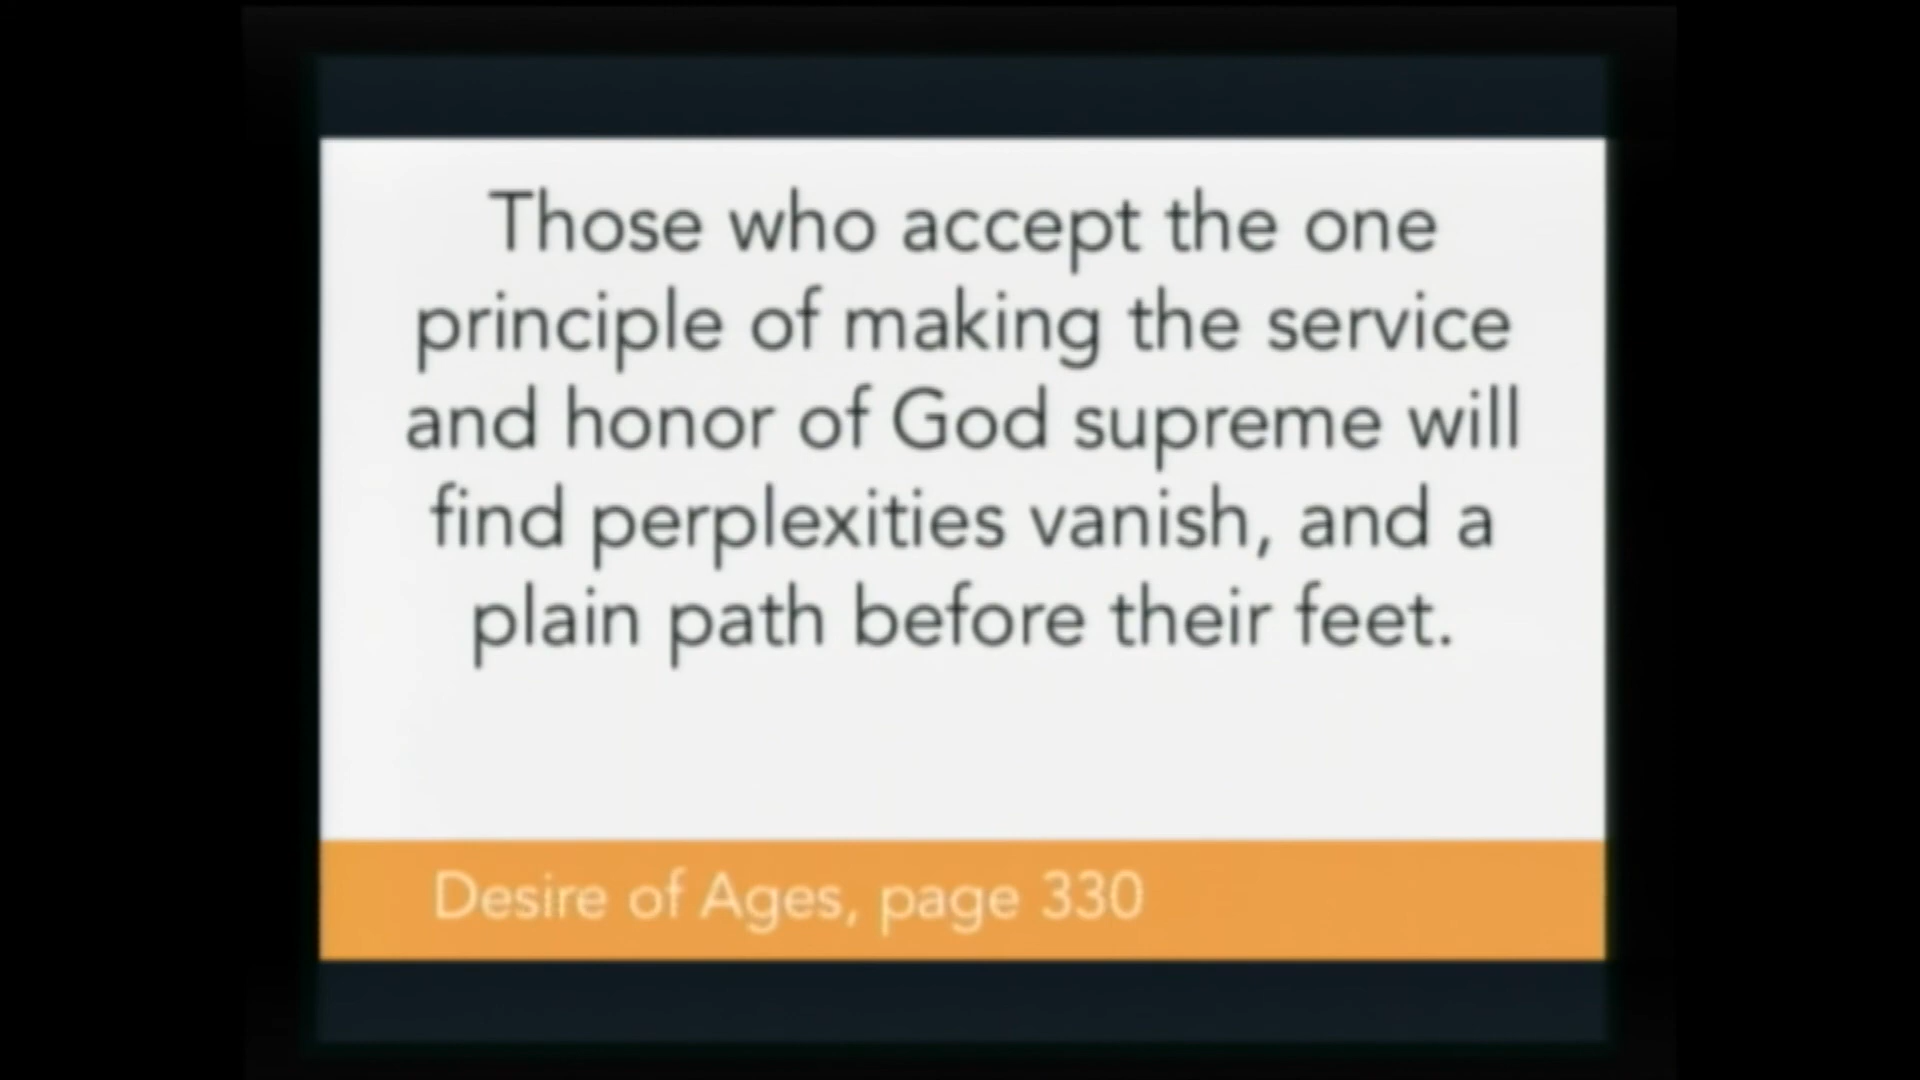 Those who accept the one
principle of making the service
and honor of God supreme will
find perplexities vanish, and a
plain path before their feet.
Desire of Ages, page 330